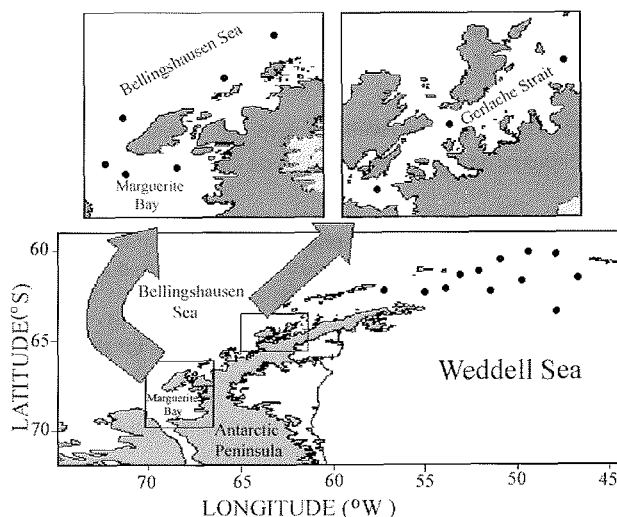 Bellingshausen Sea
Marguerite
Bay
Gerlache Strait
60
65
70
LATITUDE(°S)
Bellingshausen
Sea
Marguerite
Bay
Antarctic
Peninsula
Weddell Sea
70
65
60
55
50
45
LONGITUDE (°W)